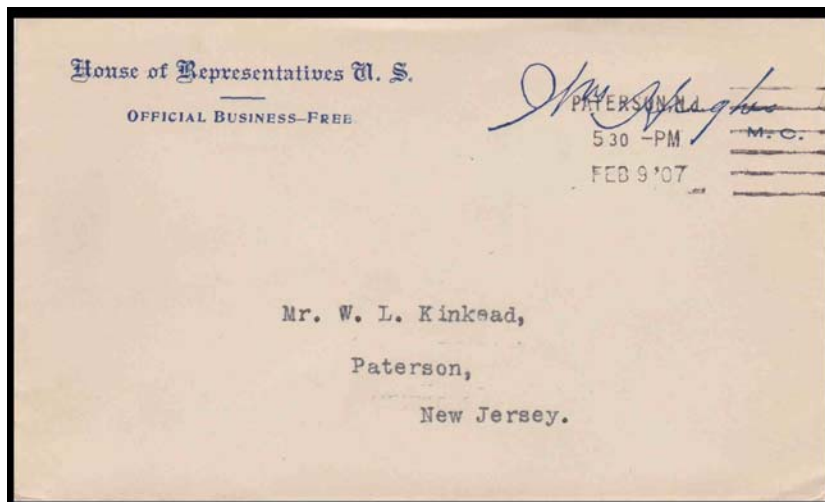 House of Representatives U. S.
OFFICIAL BUSINESS–FREE.
Wm Hughes
M. C.
PATERSON, N.J.
5 30 -PM
FEB 9 '07
Mr. W. L. Kinkead,
Paterson,
New Jersey.